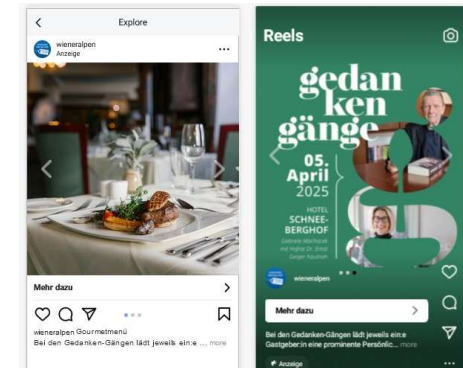 Explore
wieneralpen
Anzeige
Mehr dazu
wieneralpen Gourmetmenü
Bei den Gedanken-Gängen lädt jeweils ein:e ... more
Reels
gedan
ken
gänge
05.
April
2025
HOTEL
SCHNEE-
BERGHOF
wieneralpen
Mehr dazu
Bei den Gedanken-Gängen lädt jeweils ein:e
Gastgeber:in eine prominente Persönlic... more
Anzeige